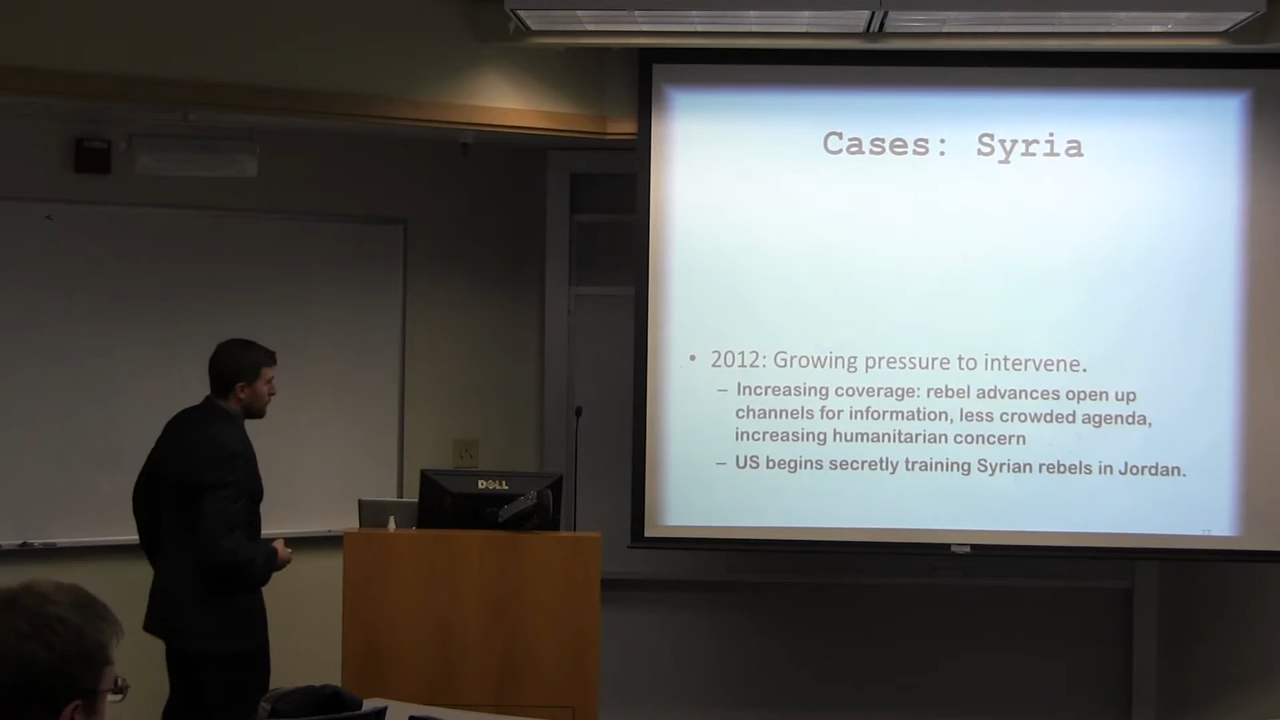 Cases: Syria
• 2012: Growing pressure to intervene.
– Increasing coverage: rebel advances open up
channels for information, less crowded agenda,
increasing humanitarian concern
– US begins secretly training Syrian rebels in Jordan.
DELL